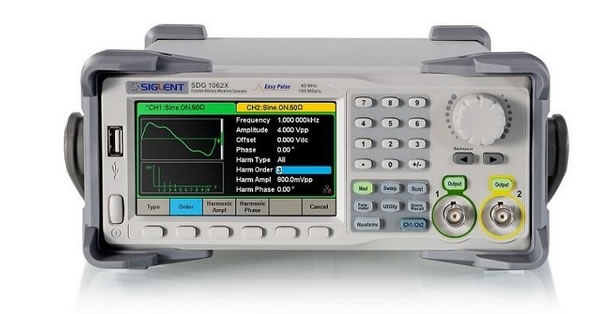 SIGLENT SDG 1062X
Function/Arbitrary Waveform Generator
Easy Pulse
60 MHz
150 MSa/s
*CH1:Sine.ON.50Ω
CH2:Sine.ON.50Ω
Frequency 1.000 000kHz
Amplitude 4.000 Vpp
Offset 0.000 Vdc
Phase 0.00°
Harm Type All
Harm Order 3
Harm Ampl 800.0mVpp
Harm Phase 0.00°
Type Order Harmonic Ampl Harmonic Phase Cancel
7 8 9
4 5 6
1 2 3
0 . +/-
Mod Sweep Burst
Utility
Waveforms Ch1/Ch2
Output Output
1 2